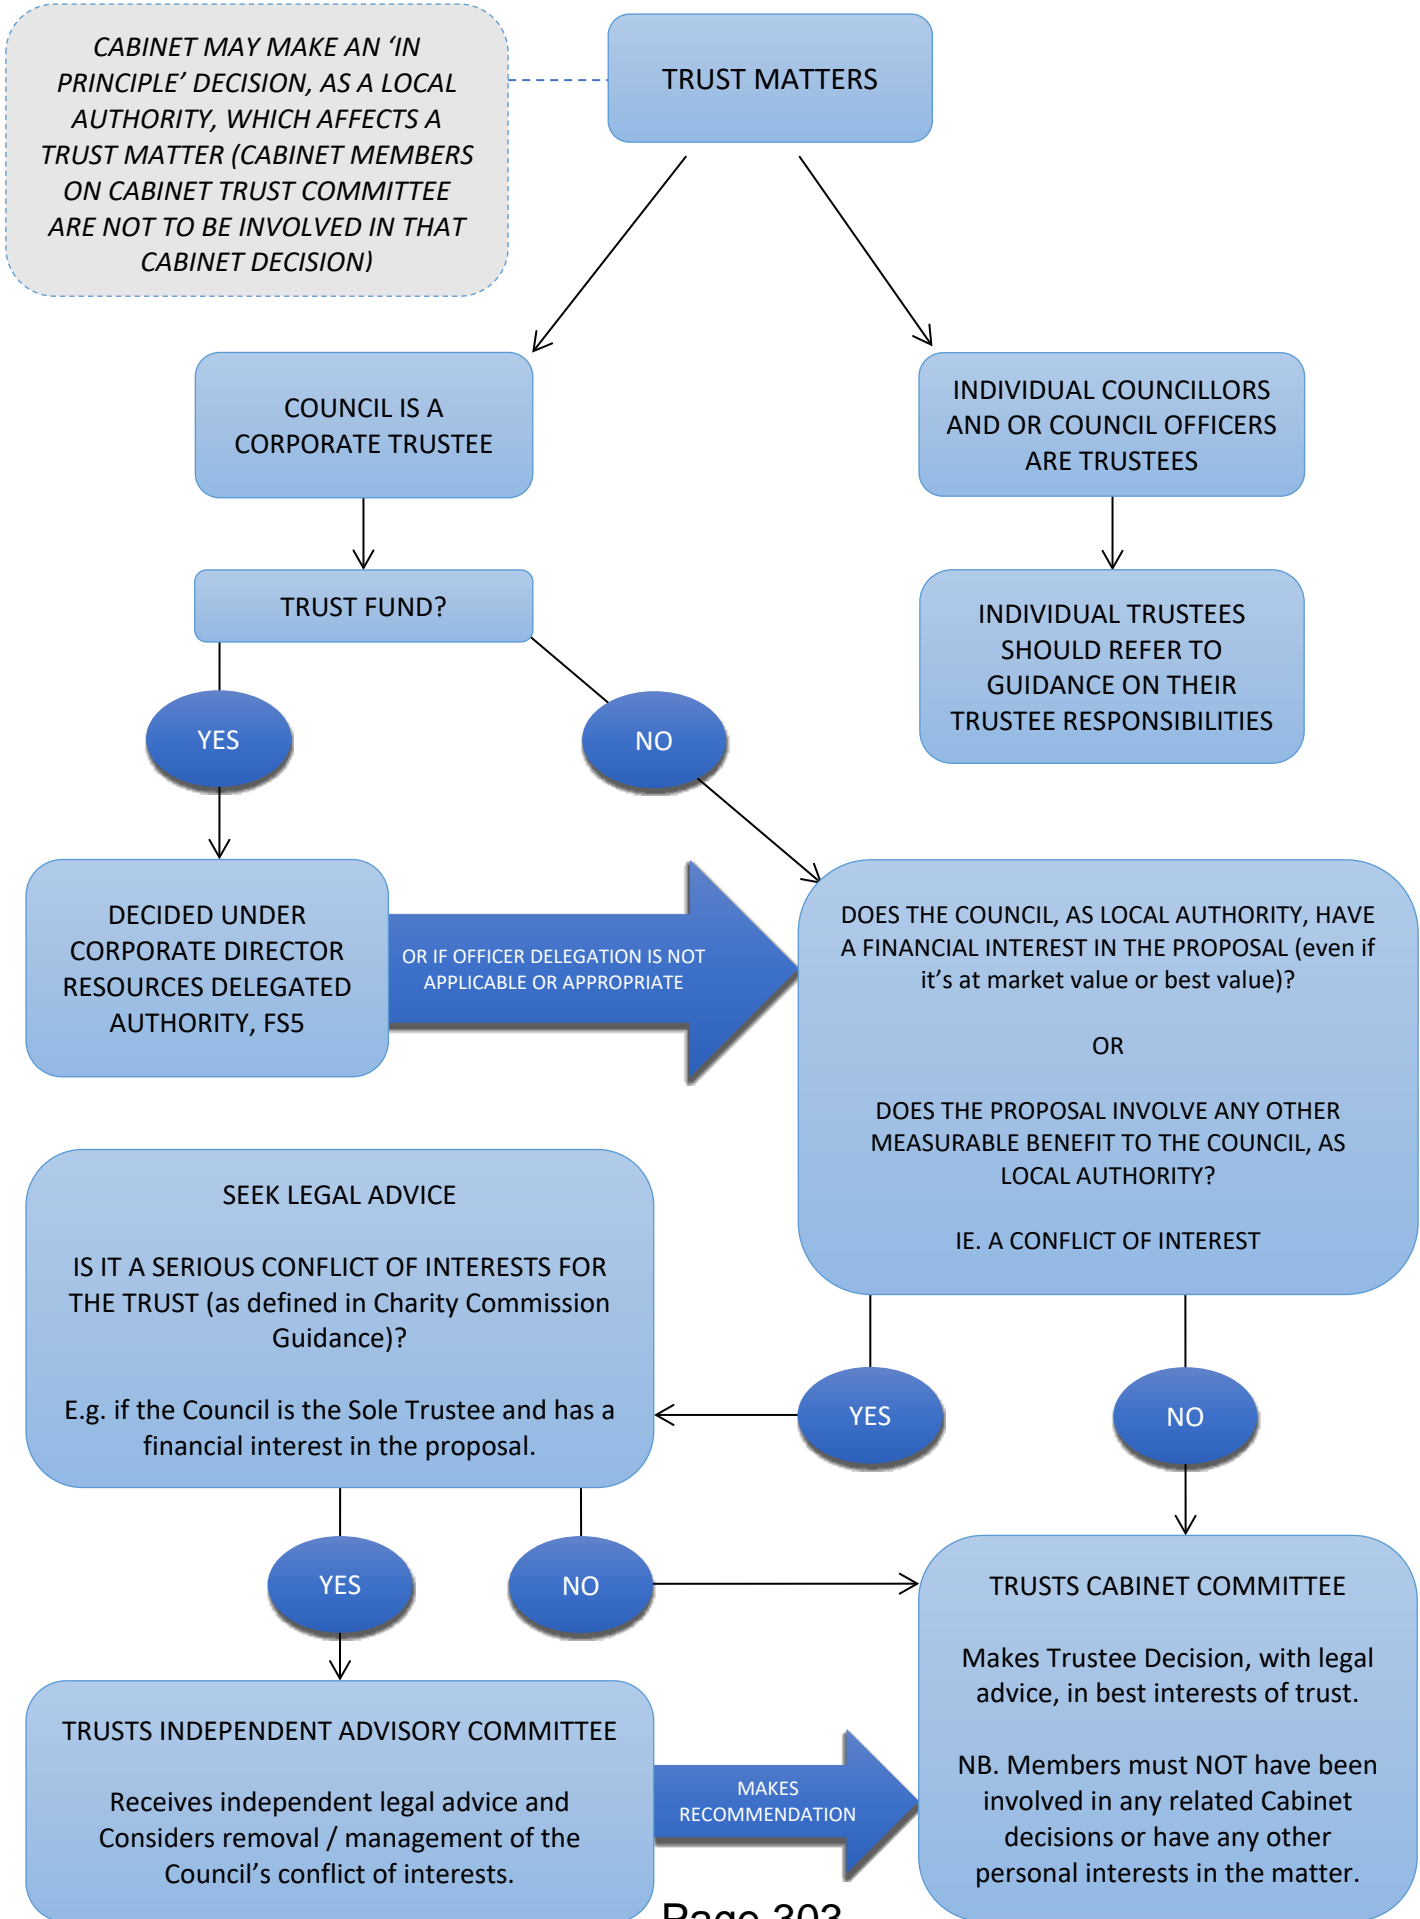 CABINET MAY MAKE AN ‘IN
PRINCIPLE’ DECISION, AS A LOCAL
AUTHORITY, WHICH AFFECTS A
TRUST MATTER (CABINET MEMBERS
ON CABINET TRUST COMMITTEE
ARE NOT TO BE INVOLVED IN THAT
CABINET DECISION)
TRUST MATTERS
COUNCIL IS A
CORPORATE TRUSTEE
INDIVIDUAL COUNCILLORS
AND OR COUNCIL OFFICERS
ARE TRUSTEES
TRUST FUND?
INDIVIDUAL TRUSTEES
SHOULD REFER TO
GUIDANCE ON THEIR
TRUSTEE RESPONSIBILITIES
YES
NO
DECIDED UNDER
CORPORATE DIRECTOR
RESOURCES DELEGATED
AUTHORITY, FS5
OR IF OFFICER DELEGATION IS NOT
APPLICABLE OR APPROPRIATE
DOES THE COUNCIL, AS LOCAL AUTHORITY, HAVE
A FINANCIAL INTEREST IN THE PROPOSAL (even if
it’s at market value or best value)?
OR
DOES THE PROPOSAL INVOLVE ANY OTHER
MEASURABLE BENEFIT TO THE COUNCIL, AS
LOCAL AUTHORITY?
IE. A CONFLICT OF INTEREST
SEEK LEGAL ADVICE
IS IT A SERIOUS CONFLICT OF INTERESTS FOR
THE TRUST (as defined in Charity Commission
Guidance)?
E.g. if the Council is the Sole Trustee and has a
financial interest in the proposal.
YES
NO
YES
NO
TRUSTS CABINET COMMITTEE
Makes Trustee Decision, with legal
advice, in best interests of trust.
NB. Members must NOT have been
involved in any related Cabinet
decisions or have any other
personal interests in the matter.
TRUSTS INDEPENDENT ADVISORY COMMITTEE
Receives independent legal advice and
Considers removal / management of the
Council’s conflict of interests.
MAKES
RECOMMENDATION
Page 303